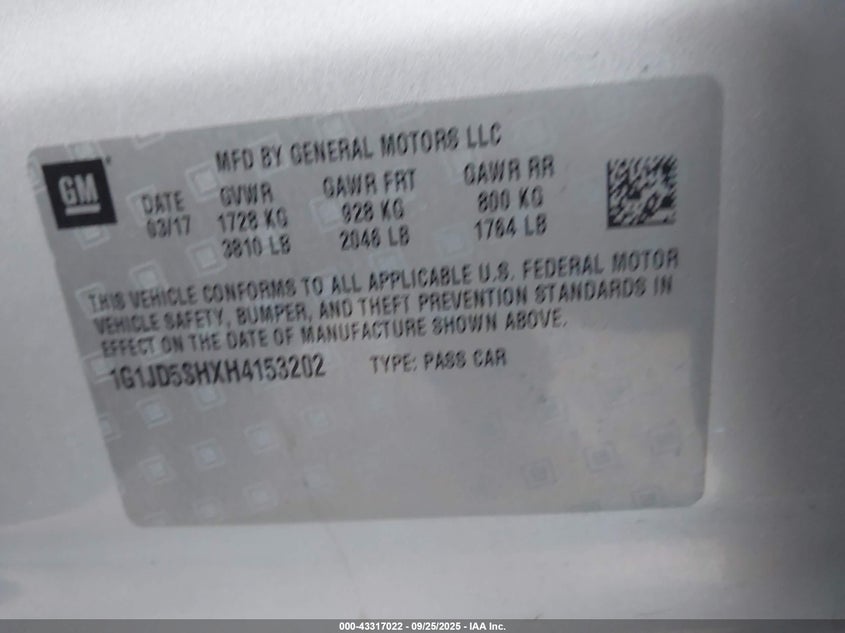 GM
MFD BY GENERAL MOTORS LLC
DATE GVWR GAWR FRT GAWR RR
03/17 1728 KG 928 KG 800 KG
3810 LB 2046 LB 1764 LB
THIS VEHICLE CONFORMS TO ALL APPLICABLE U.S. FEDERAL MOTOR
VEHICLE SAFETY, BUMPER, AND THEFT PREVENTION STANDARDS IN
EFFECT ON THE DATE OF MANUFACTURE SHOWN ABOVE.
1G1JD5SHXH4153202 TYPE: PASS CAR
000-43317022 - 09/25/2025 - IAA Inc.